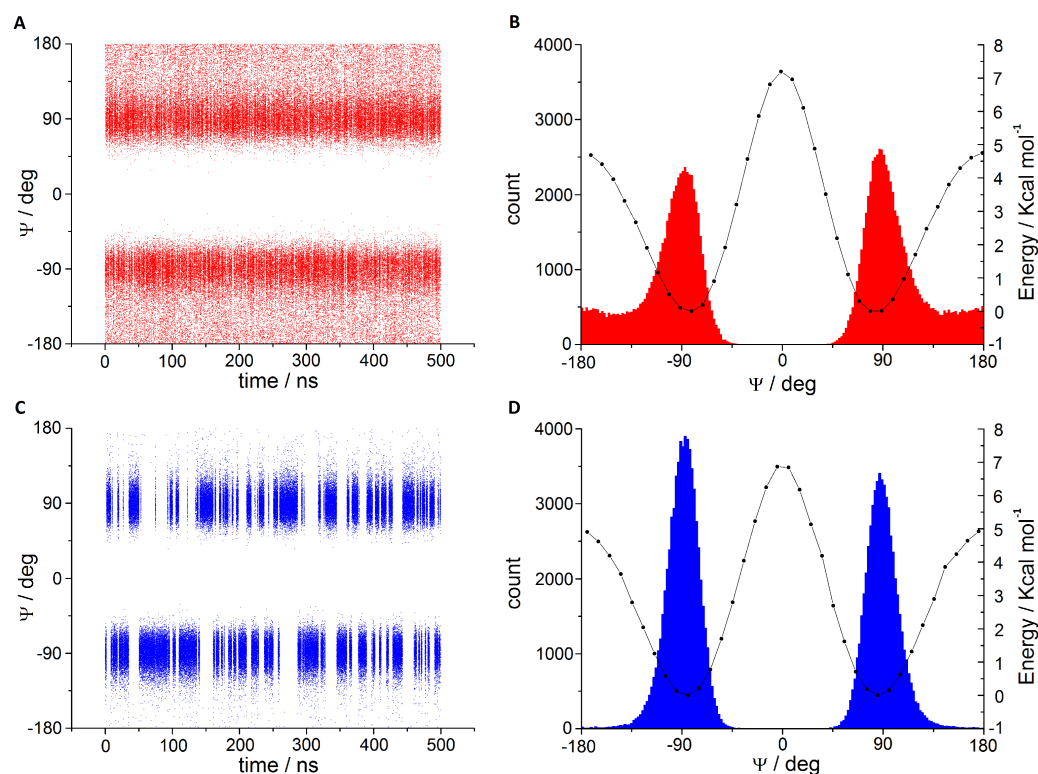 A
180
90
0
-90
-180
Ψ / deg
0 100 200 300 400 500
time / ns
B
4000
3000
2000
1000
0
count
8
7
6
5
4
3
2
1
0
-1
Energy / Kcal mol-1
-180 -90 0 90 180
Ψ / deg
C
180
90
0
-90
-180
Ψ / deg
0 100 200 300 400 500
time / ns
D
4000
3000
2000
1000
0
count
8
7
6
5
4
3
2
1
0
-1
Energy / Kcal mol-1
-180 -90 0 90 180
Ψ / deg